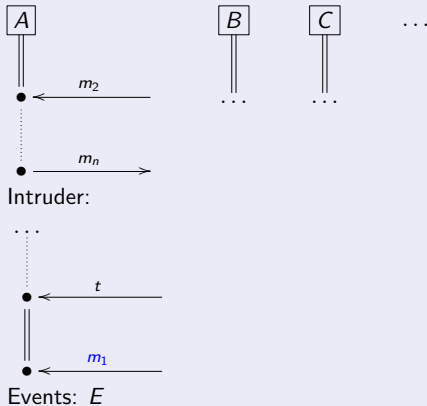 A B C ...
m2
... ...
mn
Intruder:
...
t
m1
Events: E